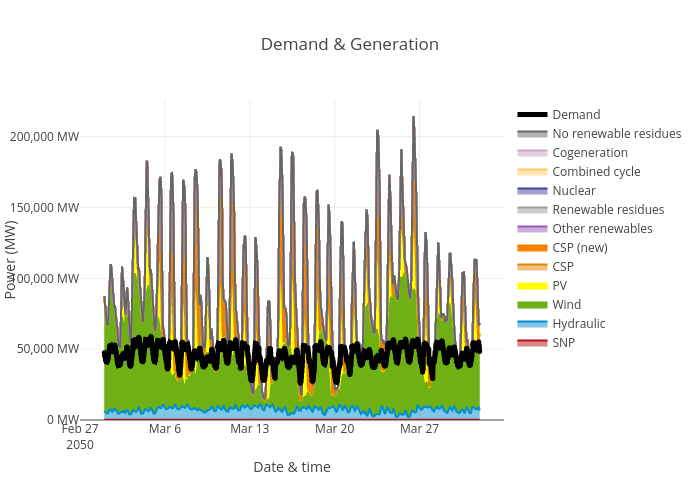 Demand & Generation
200,000 MW
150,000 MW
100,000 MW
50,000 MW
0 MW
Power (MW)
Feb 27
2050
Mar 6
Mar 13
Mar 20
Mar 27
Date & time
Demand
No renewable residues
Cogeneration
Combined cycle
Nuclear
Renewable residues
Other renewables
CSP (new)
CSP
PV
Wind
Hydraulic
SNP